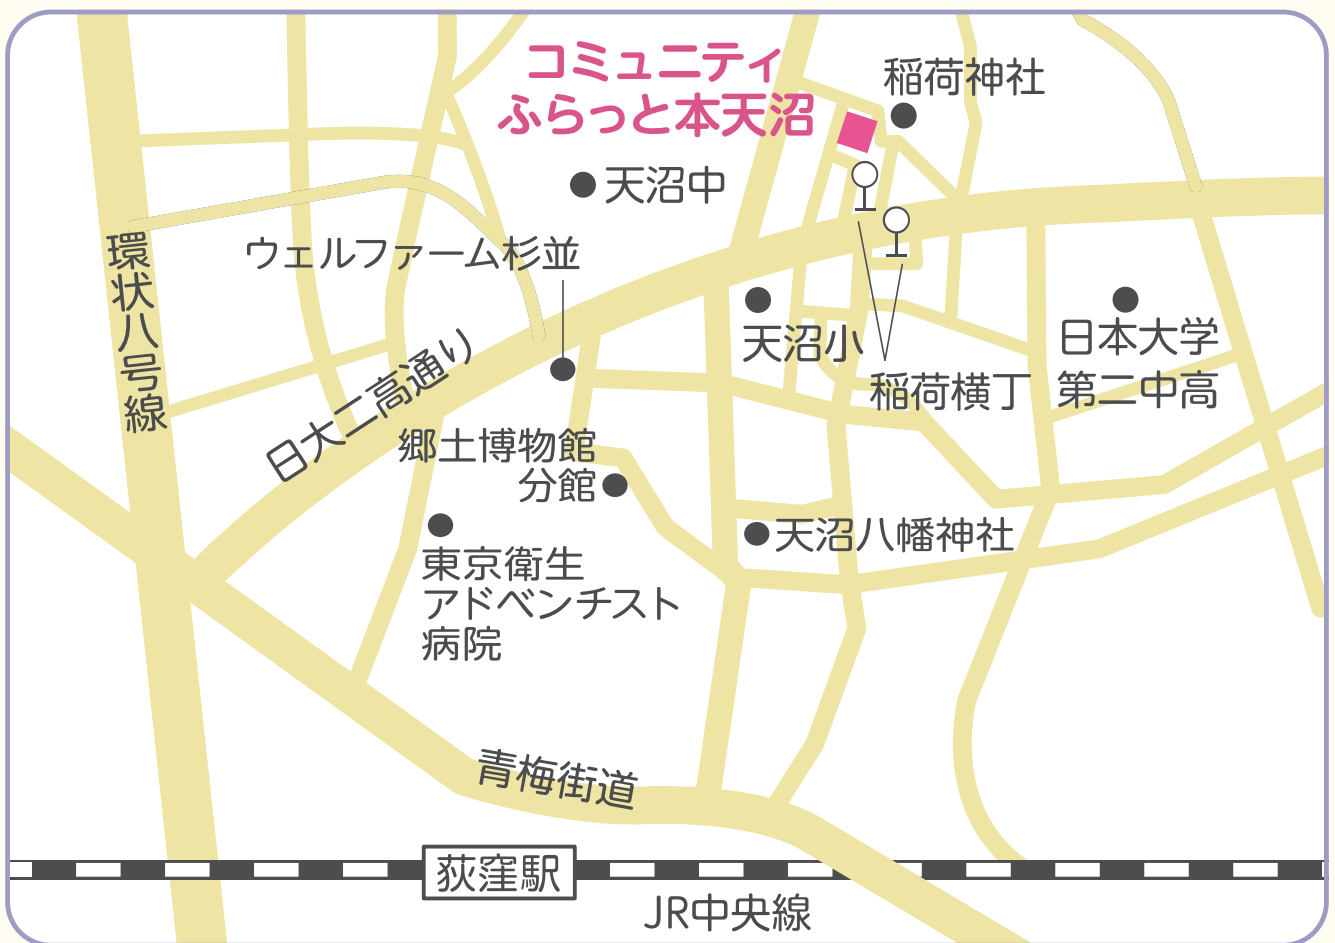 コミュニティ
ふらっと本天沼
稲荷神社
天沼中
ウェルファーム杉並
環状八号線
日大二高通り
天沼小
稲荷横丁
日本大学
第二中高
郷土博物館
分館
東京衛生
アドベンチスト
病院
天沼八幡神社
青梅街道
荻窪駅
JR中央線